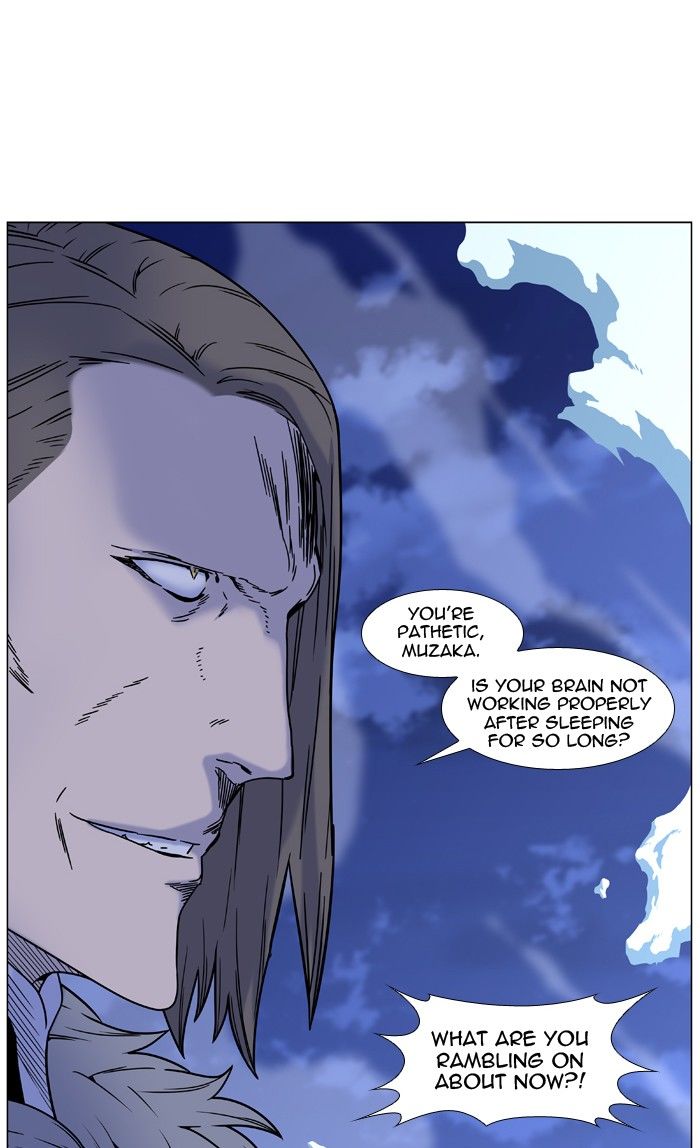 YOU'RE
PATHETIC,
MUZAKA.
IS YOUR BRAIN NOT
WORKING PROPERLY
AFTER SLEEPING
FOR SO LONG?
WHAT ARE YOU
RAMBLING ON
ABOUT NOW?!